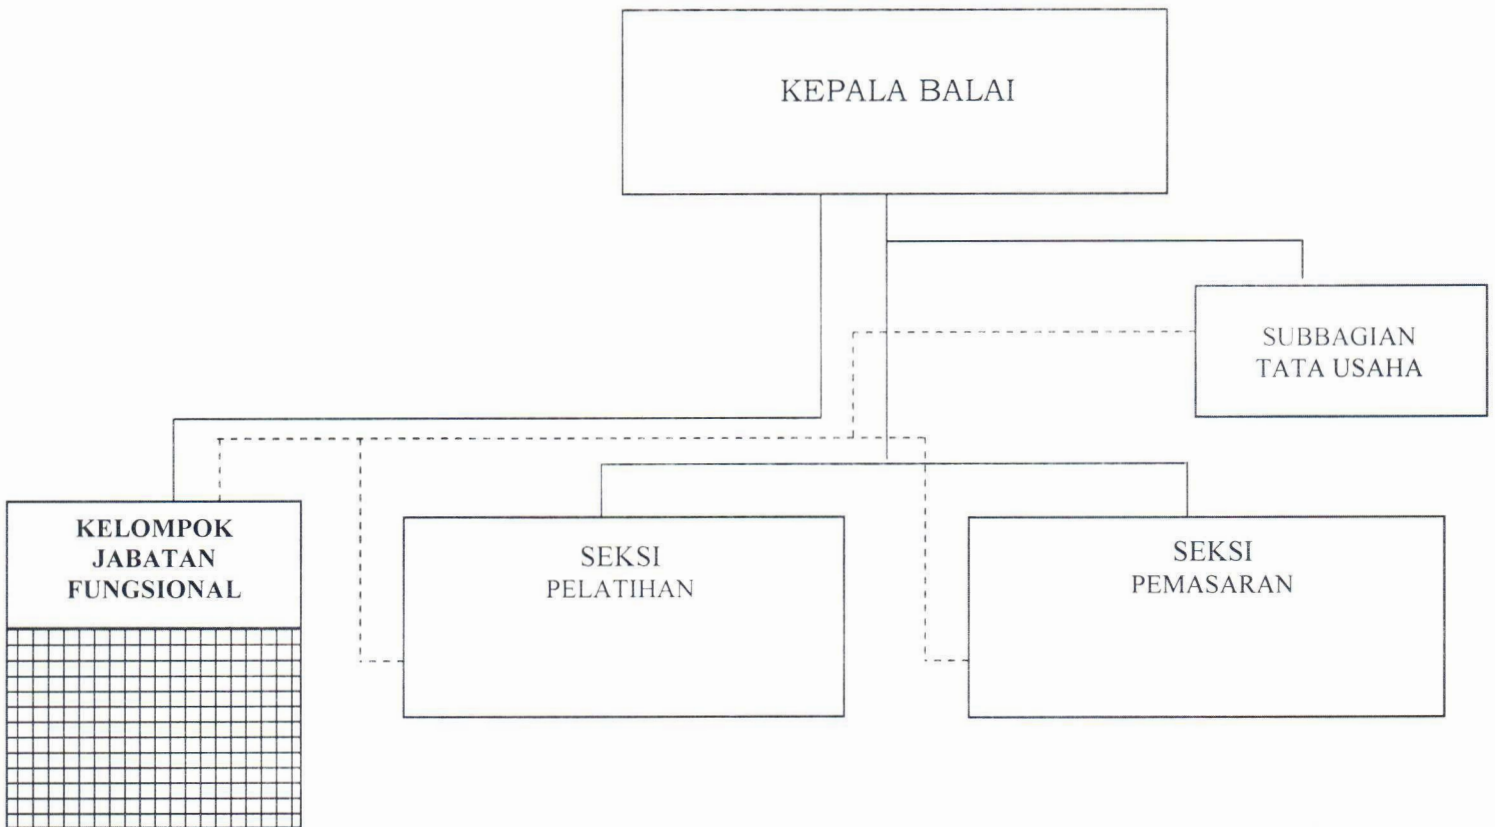 KEPALA BALAI
SUBBAGIAN
TATA USAHA
KELOMPOK
JABATAN
FUNGSIONAL
SEKSI
PELATIHAN
SEKSI
PEMASARAN